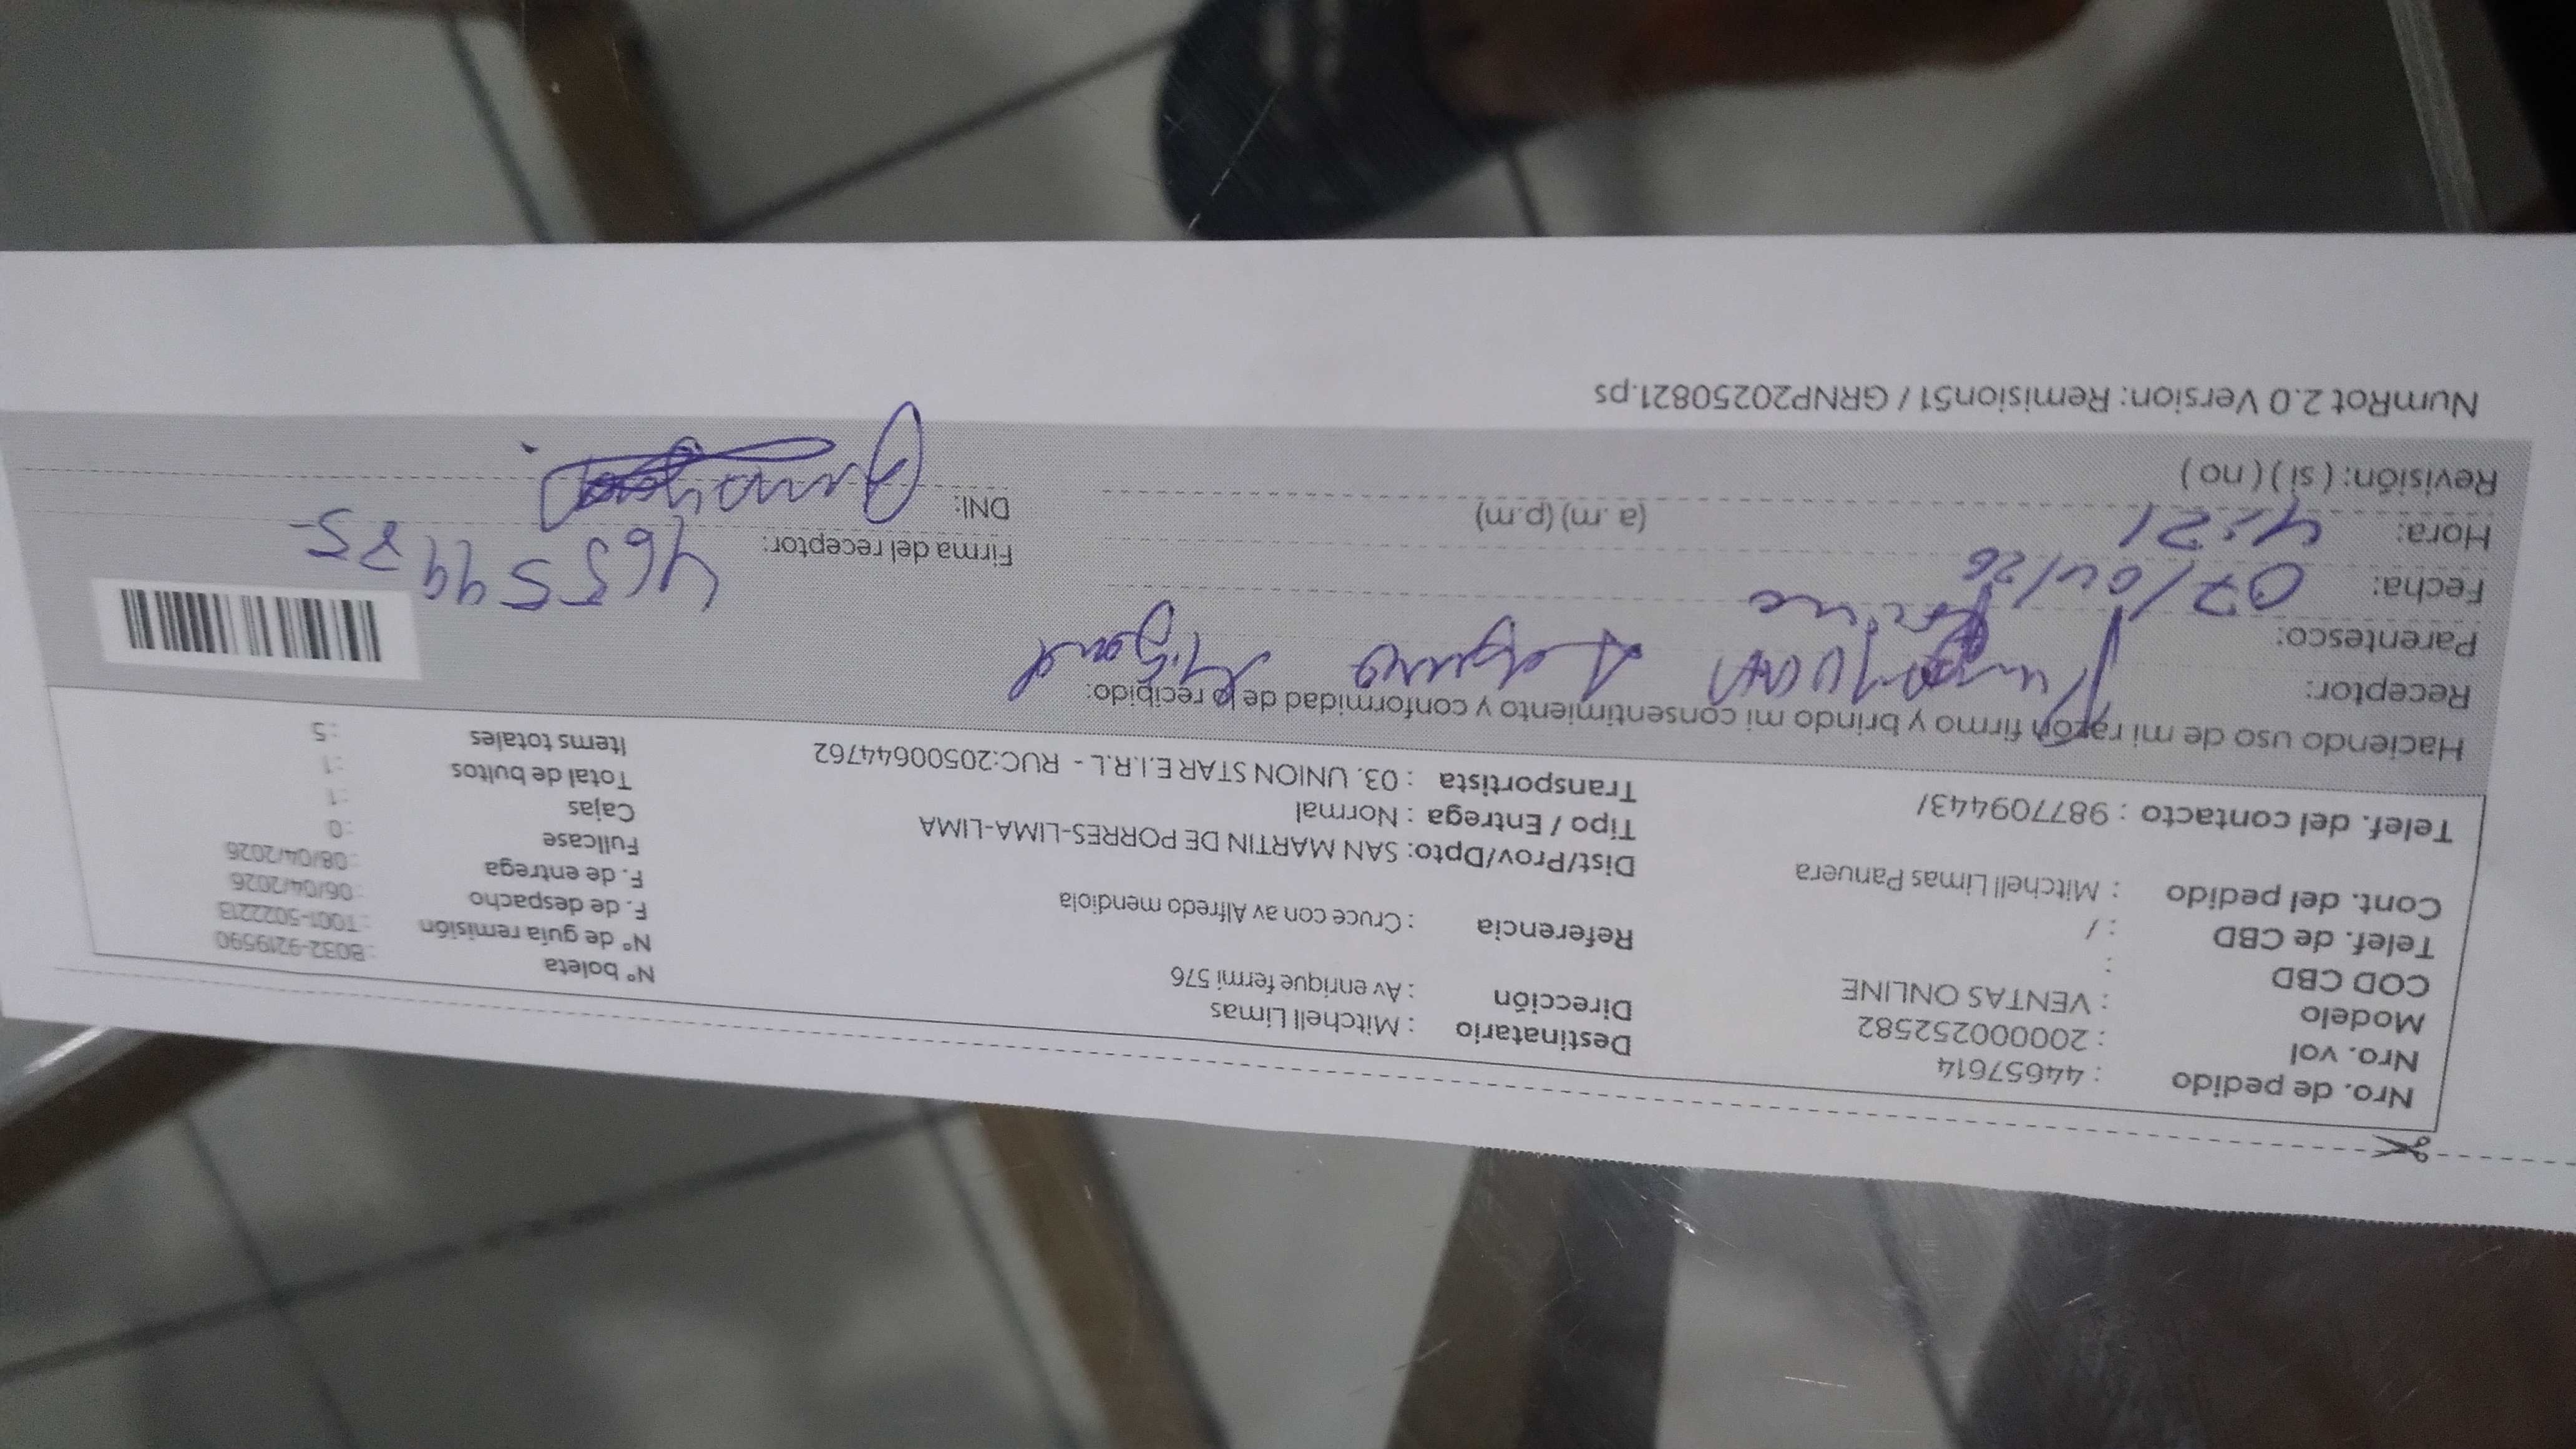 Nro. de pedido : 44657614
Nro. vol : 200000252582
Modelo : VENTAS ONLINE
COD CBD :
Telef. de CBD : /
Cont. del pedido : Mitchell Limas Panuera
Telef. del contacto : 987709443/
Destinatario : Mitchell Limas
Dirección : Av enrique fermi 576
Referencia : Cruce con av Alfredo mendiola
Dist/Prov/Dpto: SAN MARTIN DE PORRES-LIMA-LIMA
Tipo / Entrega : Normal
Transportista : 03. UNION STAR E.I.R.L - RUC:20500644762
Nº boleta : B032-9219590
Nº de guía remisión : T001-5022213
F. de despacho : 06/04/2026
F. de entrega : 08/04/2026
Fullcase : 0
Cajas : 1
Total de bultos : 1
Items totales : 5
Haciendo uso de mi razón firmo y brindo mi consentimiento y conformidad de lo recibido:
Receptor:
Parentesco:
Fecha: 07/04/26
Hora: 4:21 (a.m) (p.m)
Revisión: ( si ) ( no )
Firma del receptor:
DNI:
NumRot 2.0 Version: Remision51 / GRNP20250821.ps